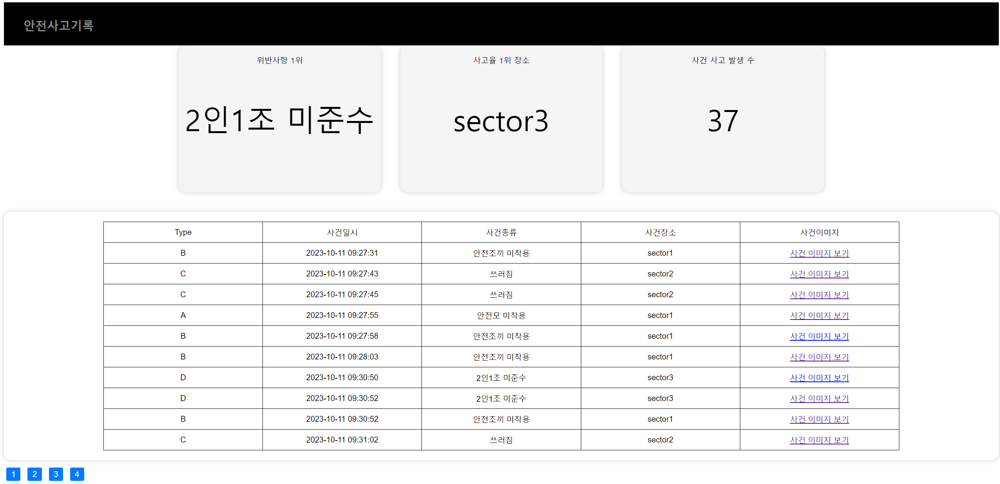 안전사고기록
위반사항 1위
사고율 1위 장소
사건 사고 발생 수
2인1조 미준수
sector3
37
Type 사건일시 사건종류 사건장소 사건이미지
B 2023-10-11 09:27:31 안전조끼 미착용 sector1 사건 이미지 보기
C 2023-10-11 09:27:43 쓰러짐 sector2 사건 이미지 보기
C 2023-10-11 09:27:45 쓰러짐 sector2 사건 이미지 보기
A 2023-10-11 09:27:55 안전모 미착용 sector1 사건 이미지 보기
B 2023-10-11 09:27:58 안전조끼 미착용 sector1 사건 이미지 보기
B 2023-10-11 09:28:03 안전조끼 미착용 sector1 사건 이미지 보기
D 2023-10-11 09:30:50 2인1조 미준수 sector3 사건 이미지 보기
D 2023-10-11 09:30:52 2인1조 미준수 sector3 사건 이미지 보기
B 2023-10-11 09:30:52 안전조끼 미착용 sector1 사건 이미지 보기
C 2023-10-11 09:31:02 쓰러짐 sector2 사건 이미지 보기
1 2 3 4